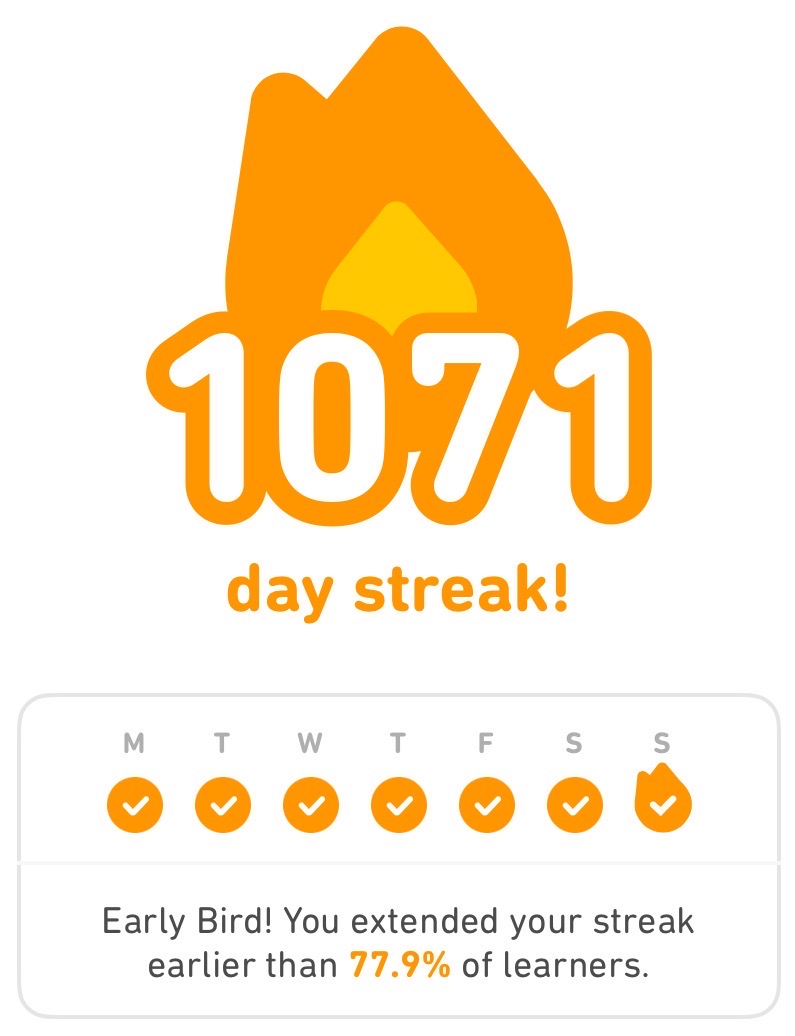 1071
day streak!
M T W T F S S
Early Bird! You extended your streak
earlier than 77.9% of learners.